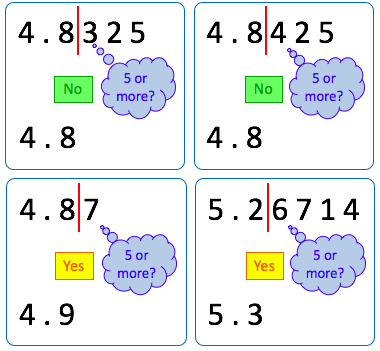 4.8325
5 or
more?
No
4.8
4.8425
5 or
more?
No
4.8
4.87
5 or
more?
Yes
4.9
5.26714
5 or
more?
Yes
5.3